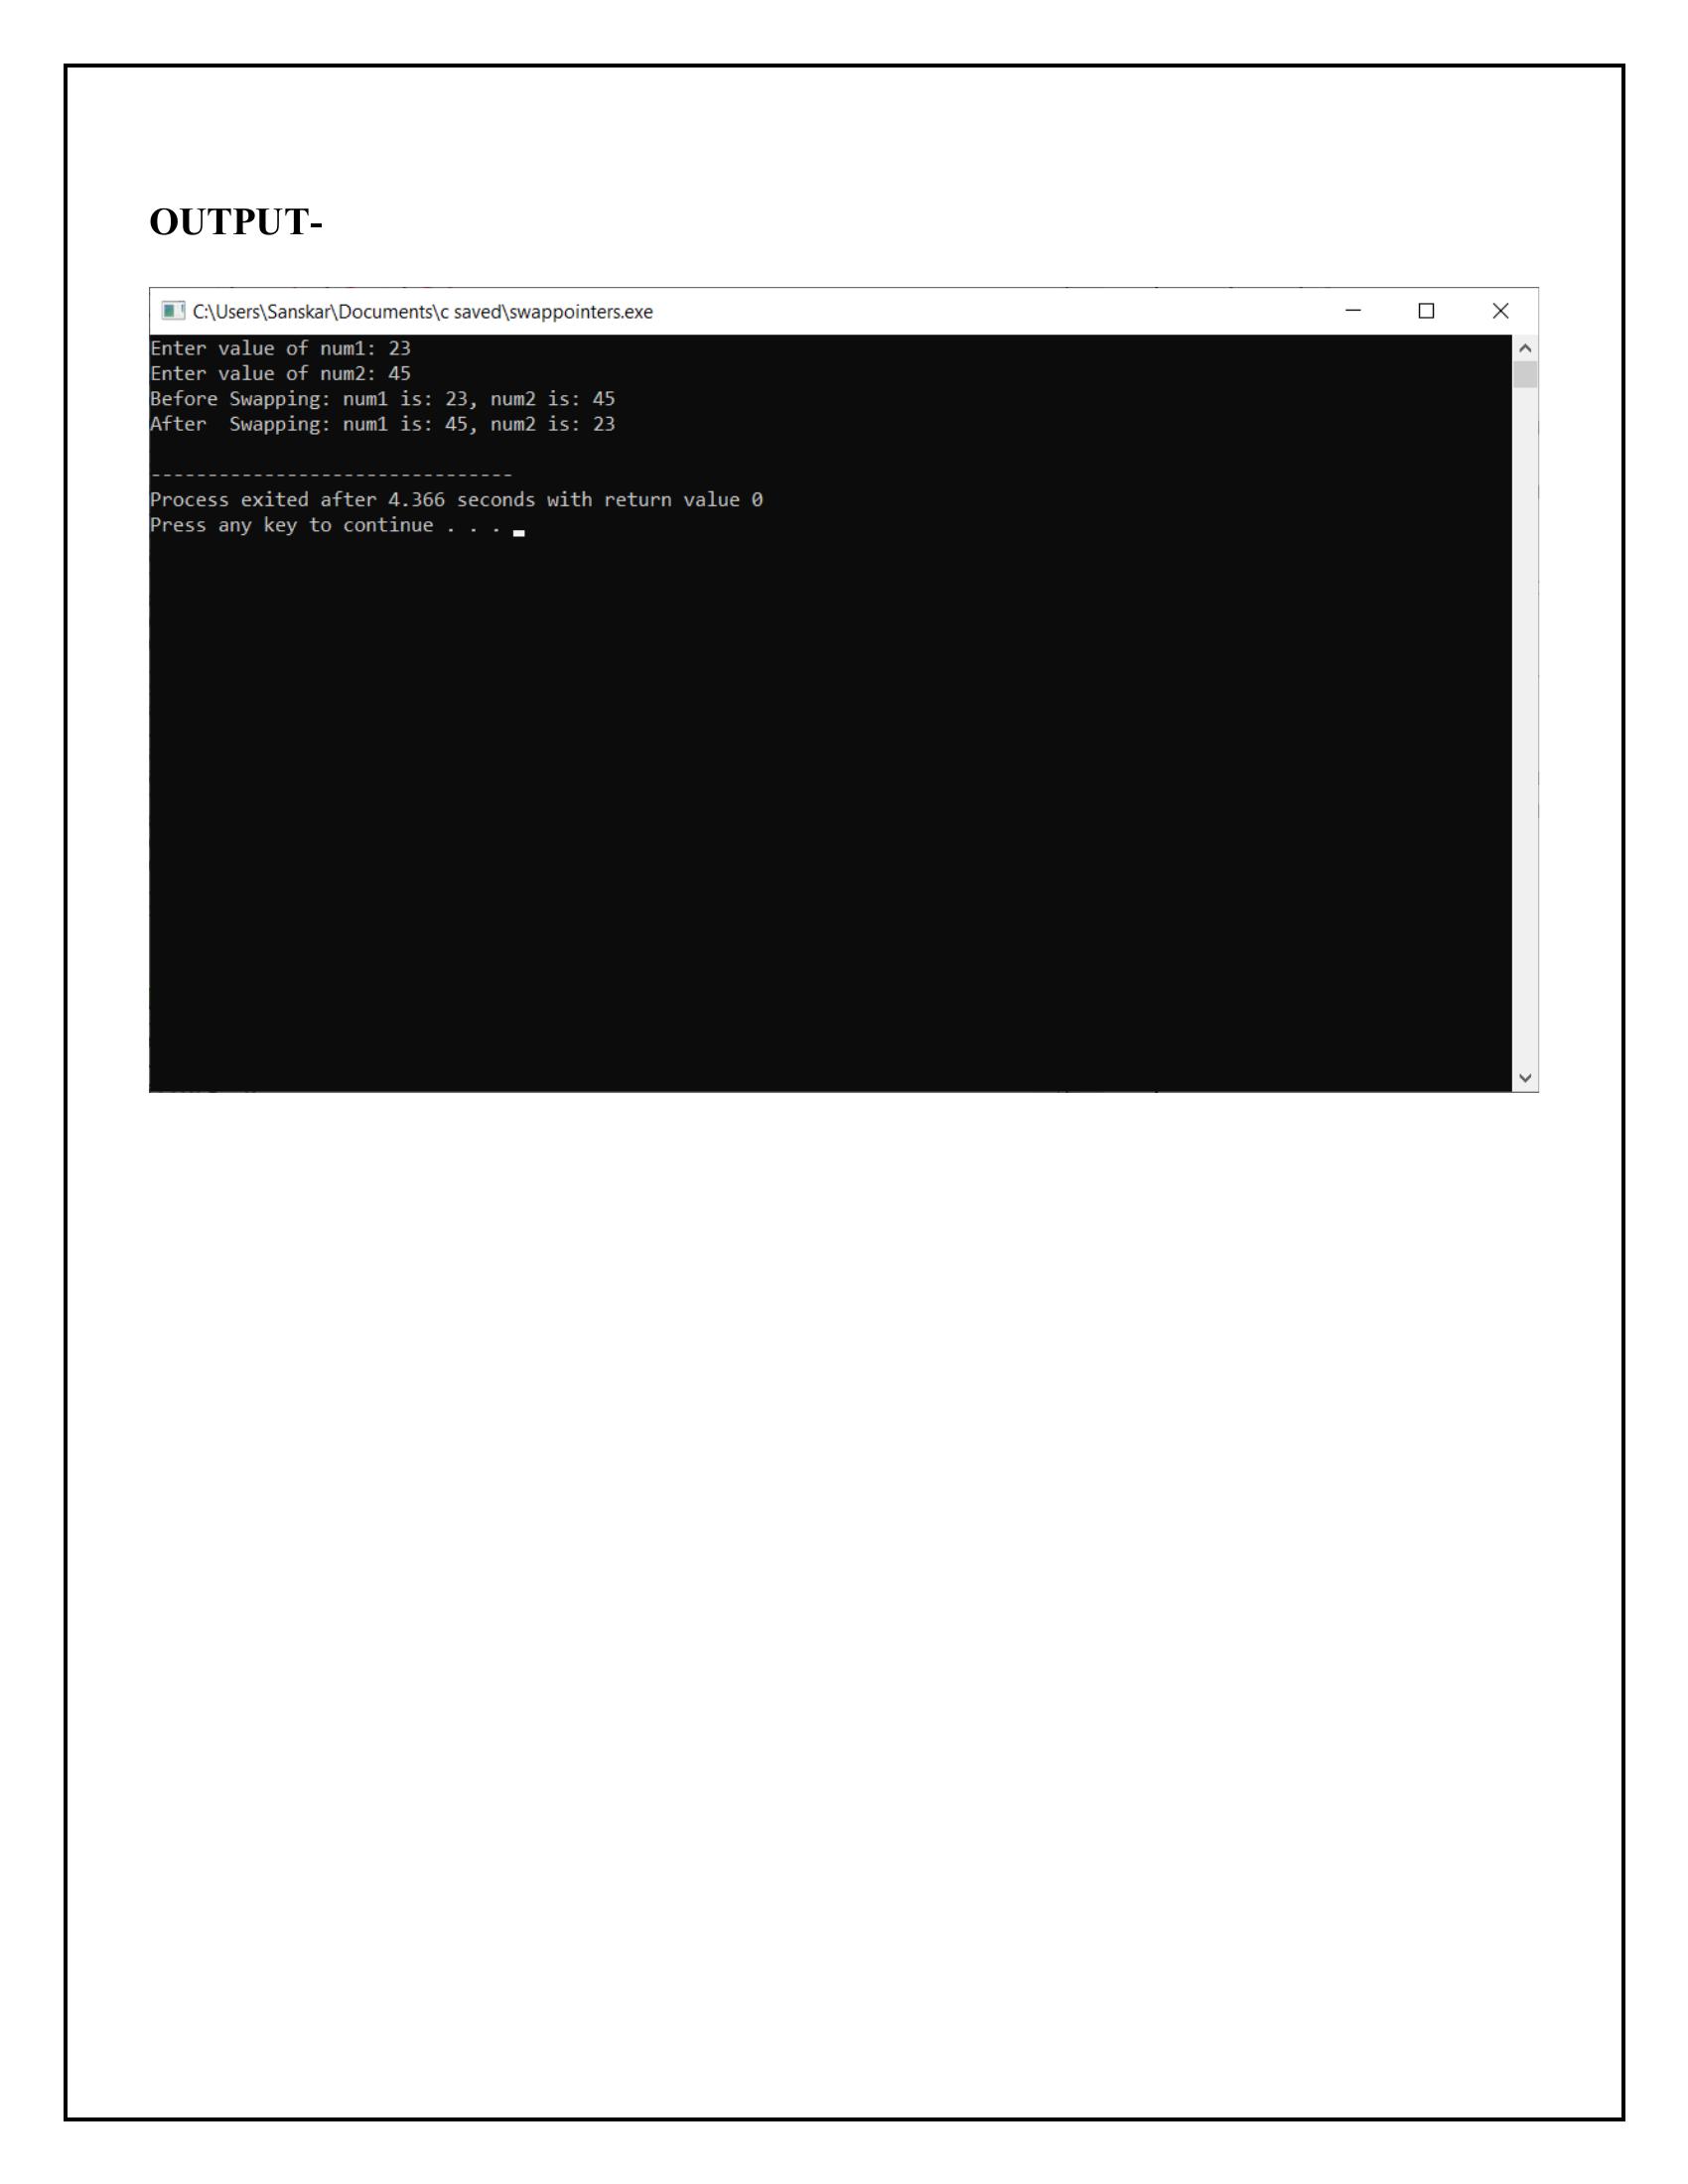 OUTPUT-
C:\Users\Sanskar\Documents\c saved\swappointers.exe
Enter value of num1: 23
Enter value of num2: 45
Before Swapping: num1 is: 23, num2 is: 45
After  Swapping: num1 is: 45, num2 is: 23
--------------------------------
Process exited after 4.366 seconds with return value 0
Press any key to continue . . .